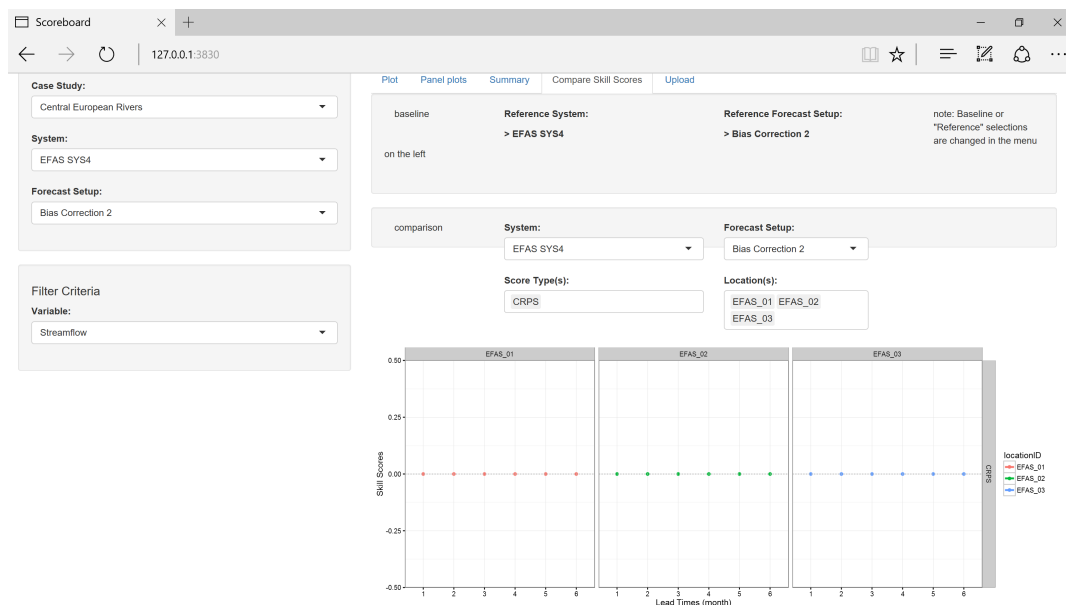 Scoreboard
127.0.0.1:3830
Case Study:
Central European Rivers
System:
EFAS SYS4
Forecast Setup:
Bias Correction 2
Filter Criteria
Variable:
Streamflow
Plot Panel plots Summary Compare Skill Scores Upload
baseline
on the left
Reference System:
> EFAS SYS4
Reference Forecast Setup:
> Bias Correction 2
note: Baseline or
"Reference" selections
are changed in the menu
comparison
System:
EFAS SYS4
Forecast Setup:
Bias Correction 2
Score Type(s):
CRPS
Location(s):
EFAS_01 EFAS_02
EFAS_03
EFAS_01 EFAS_02 EFAS_03
0.50
0.25
0.00
-0.25
-0.50
Skill Scores
1 2 3 4 5 6 1 2 3 4 5 6 1 2 3 4 5 6
Lead Times (month)
CRPS
locationID
EFAS_01
EFAS_02
EFAS_03